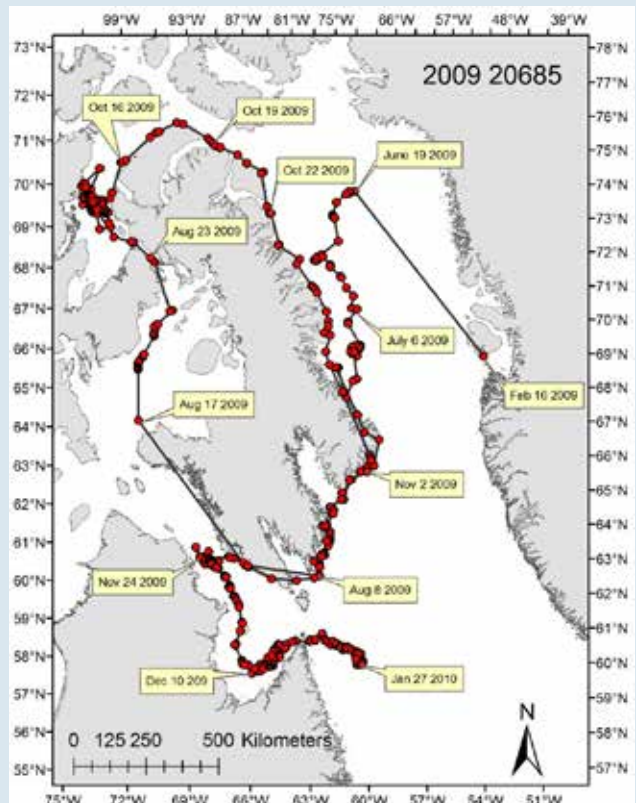 99°W 93°W 87°W 81°W 75°W 66°W 57°W 48°W 39°W
2009 20685
73°N
72°N
71°N
70°N
69°N
68°N
67°N
66°N
65°N
64°N
63°N
62°N
61°N
60°N
59°N
58°N
57°N
56°N
55°N
78°N
77°N
76°N
75°N
74°N
73°N
72°N
71°N
70°N
69°N
68°N
67°N
66°N
65°N
64°N
63°N
62°N
61°N
60°N
59°N
58°N
57°N
Oct 16 2009
Oct 19 2009
June 19 2009
Oct 22 2009
Aug 23 2009
July 6 2009
Feb 16 2009
Aug 17 2009
Nov 2 2009
Nov 24 2009
Aug 8 2009
Dec 10 209
Jan 27 2010
N
0 125 250 500 Kilometers
75°W 72°W 69°W 66°W 63°W 60°W 57°W 54°W 51°W